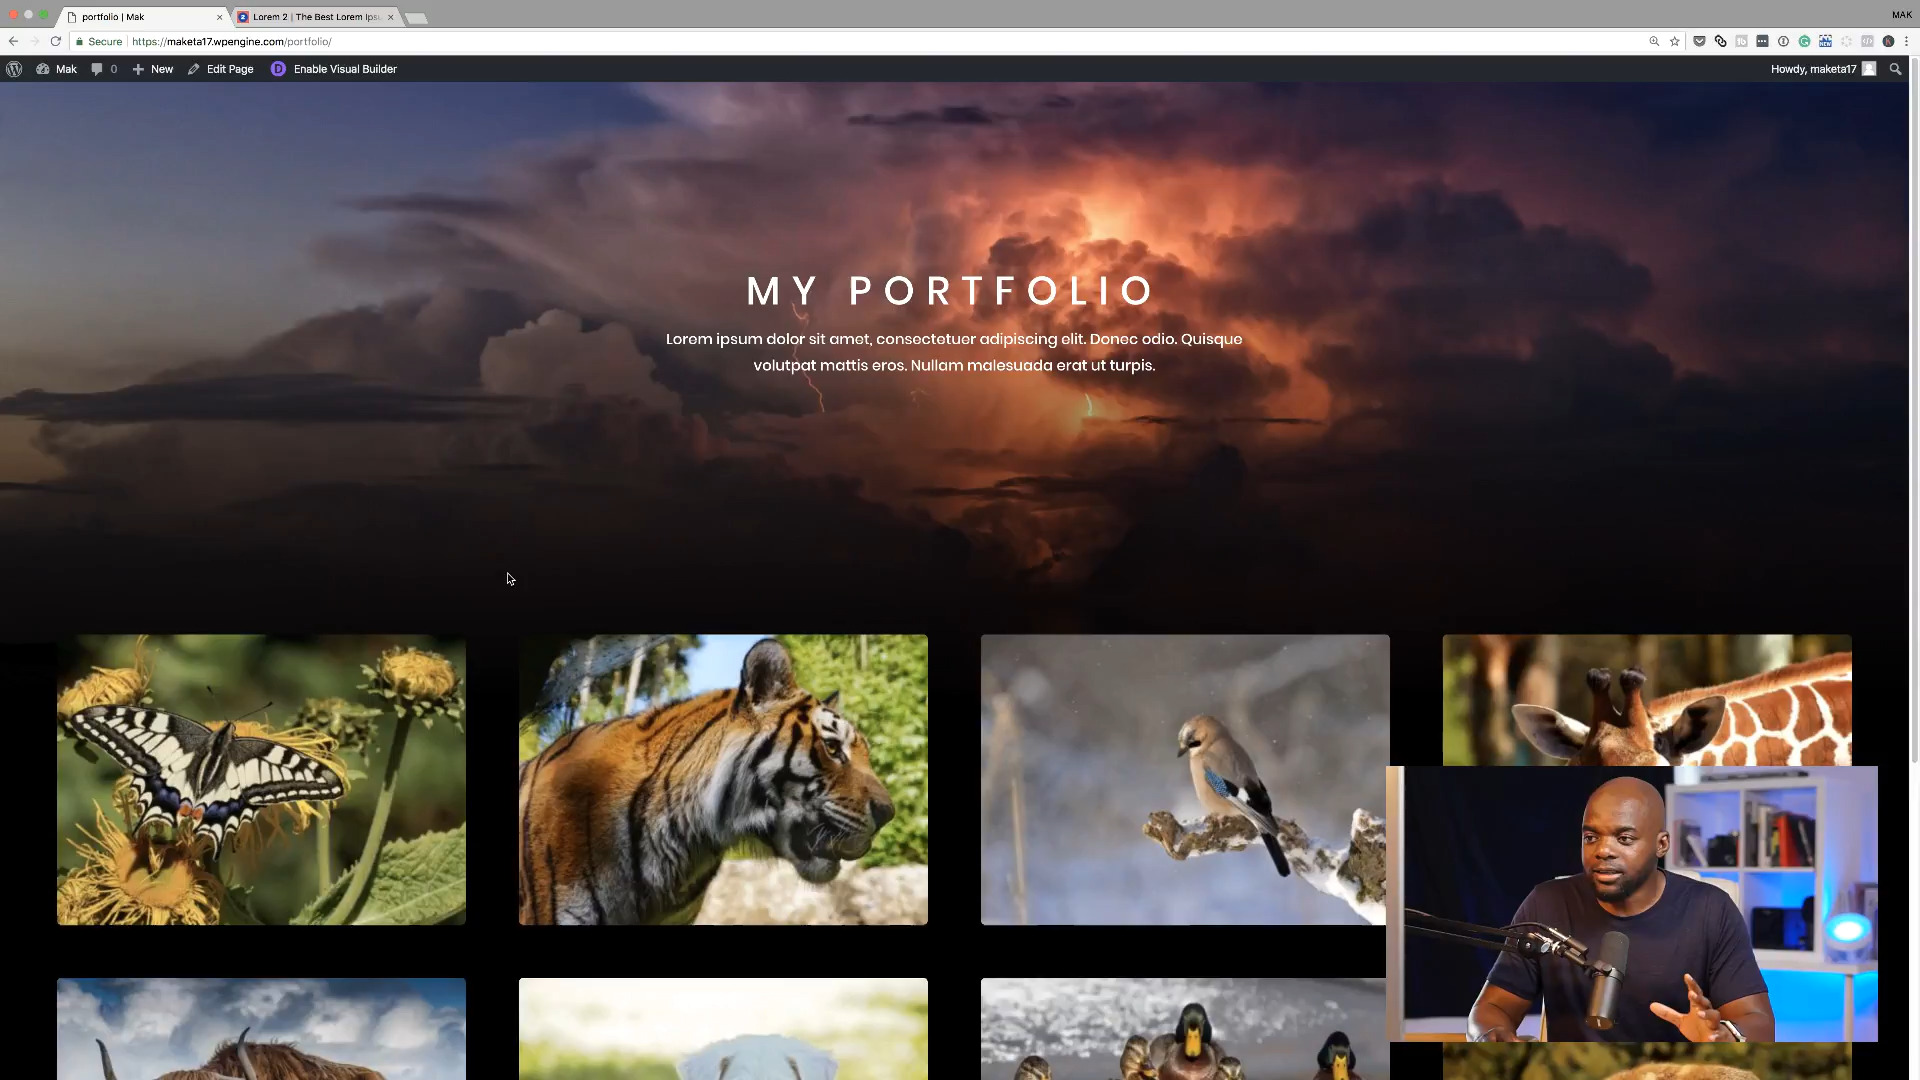 portfolio | Mak
Lorem 2 | The Best Lorem Ips
MAK
Secure
https://maketa17.wpengine.com/portfolio/
Mak
0
New
Edit Page
D
Enable Visual Builder
Howdy, maketa17
MY PORTFOLIO
Lorem ipsum dolor sit amet, consectetuer adipiscing elit. Donec odio. Quisque
volutpat mattis eros. Nullam malesuada erat ut turpis.